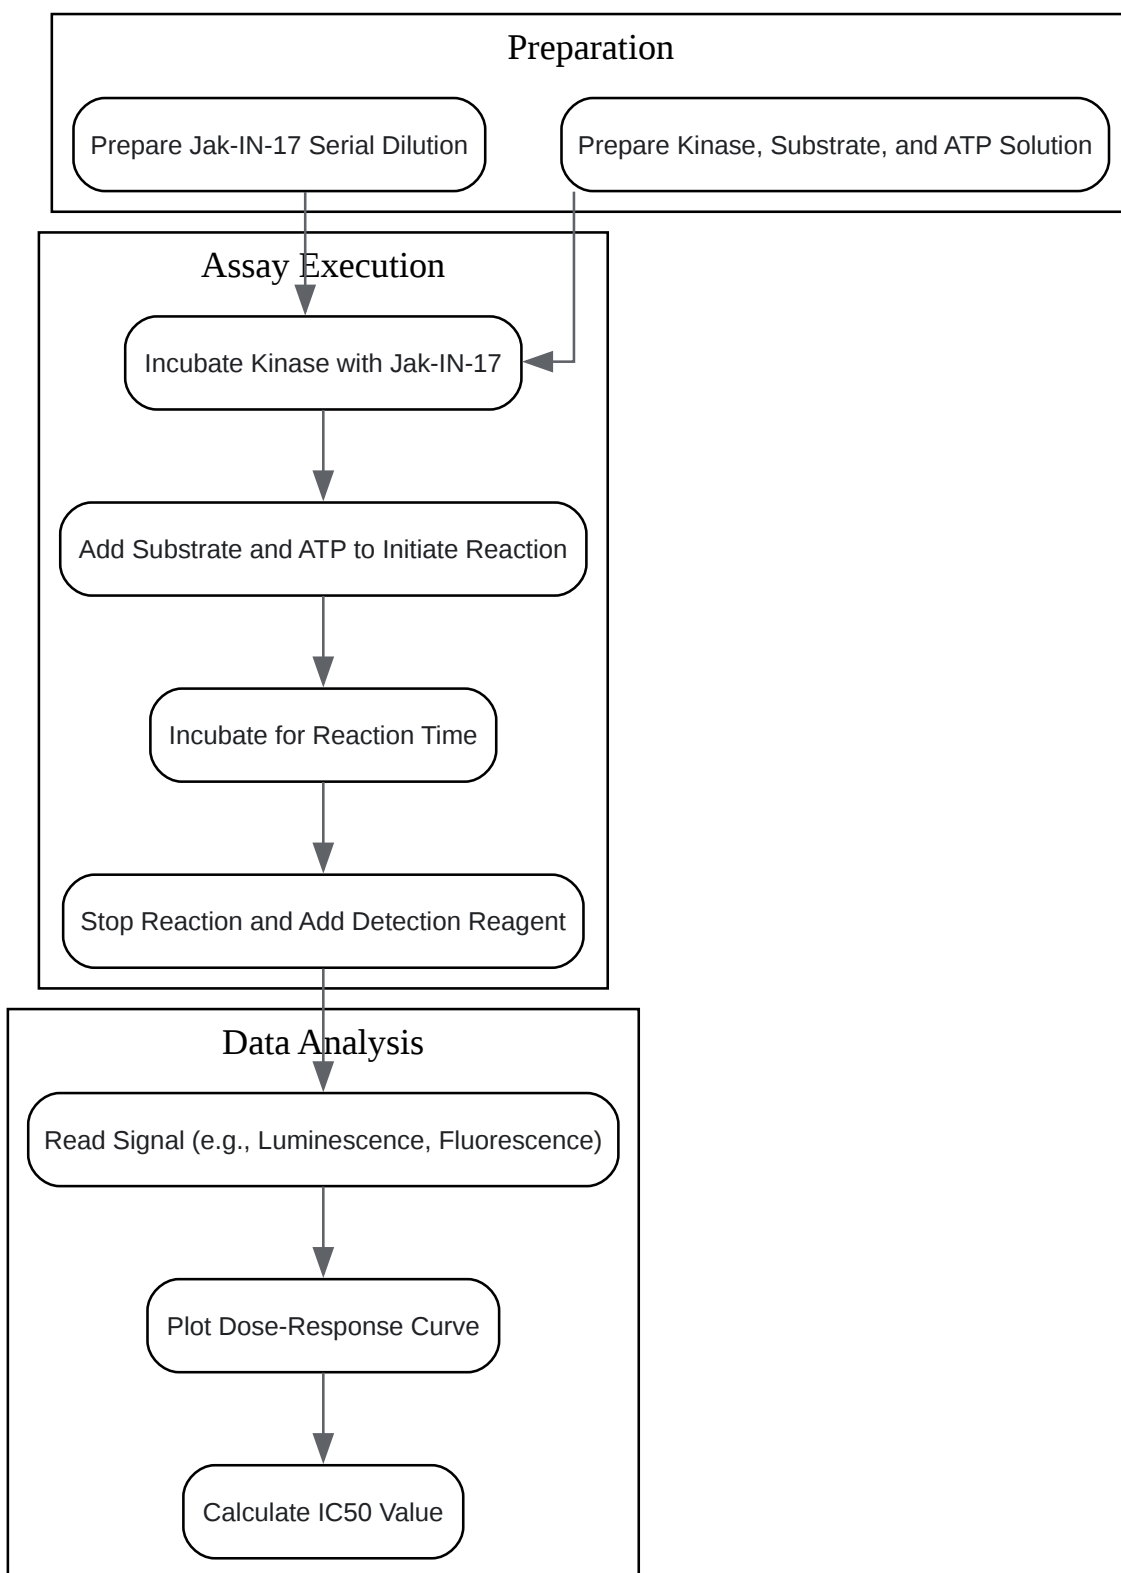 Preparation
Prepare Jak-IN-17 Serial Dilution
Prepare Kinase, Substrate, and ATP Solution
Assay Execution
Incubate Kinase with Jak-IN-17
Add Substrate and ATP to Initiate Reaction
Incubate for Reaction Time
Stop Reaction and Add Detection Reagent
Data Analysis
Read Signal (e.g., Luminescence, Fluorescence)
Plot Dose-Response Curve
Calculate IC50 Value